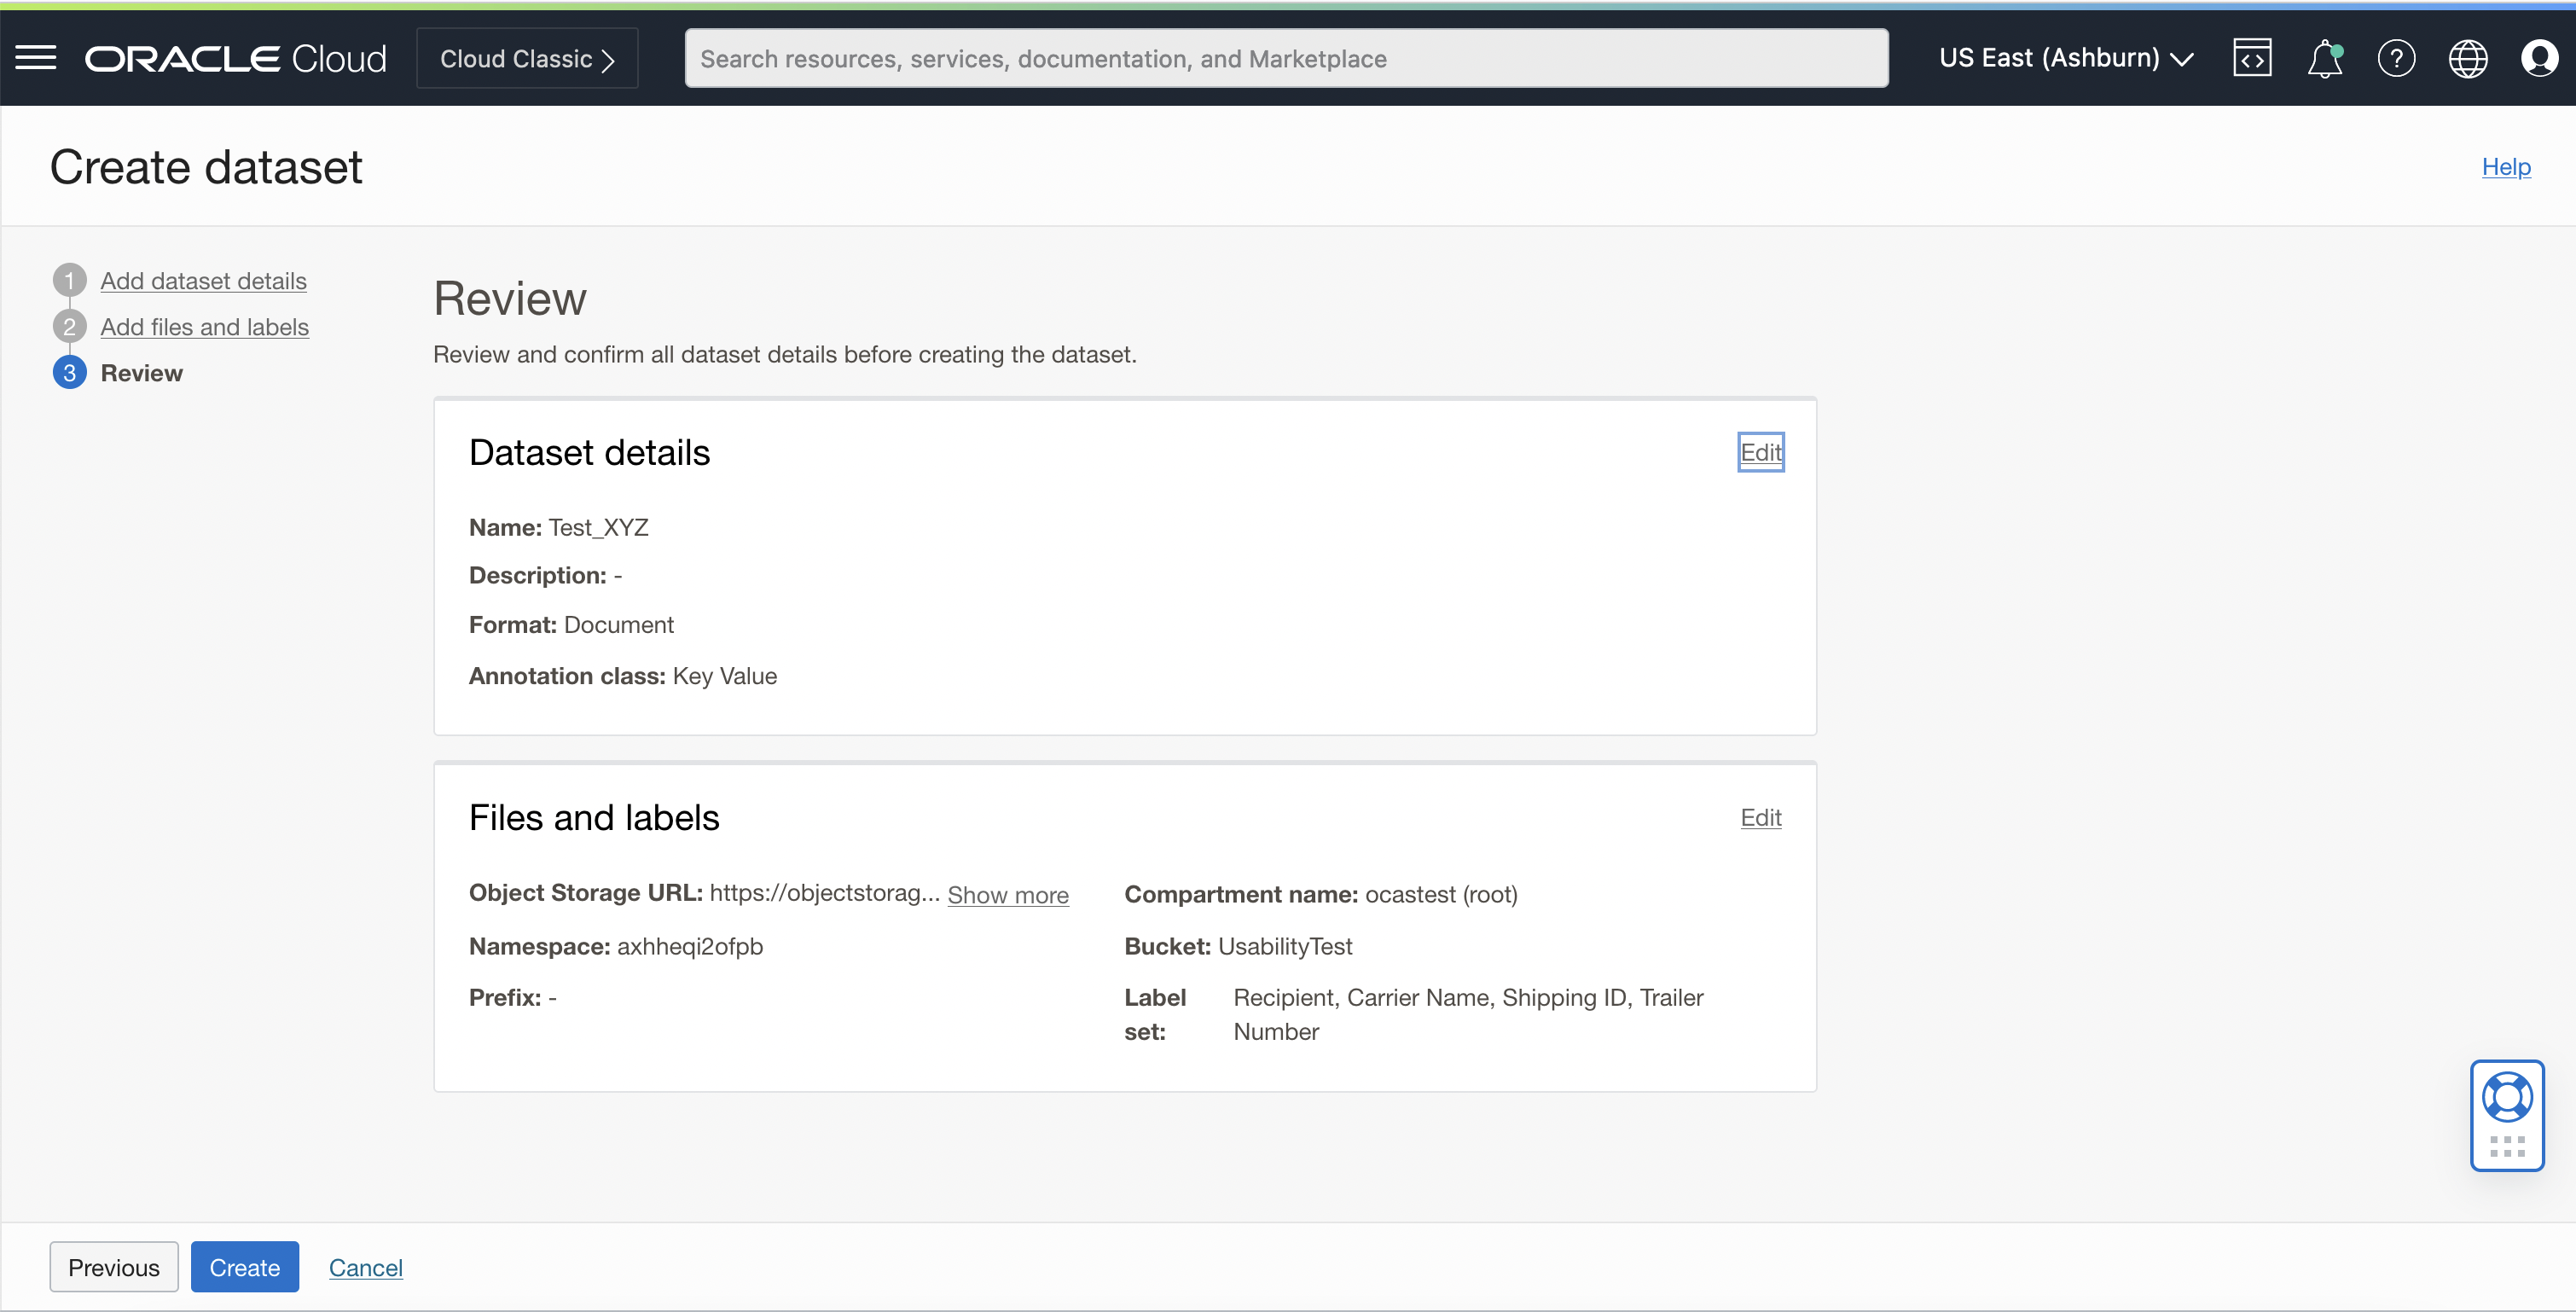 ORACLE Cloud
Cloud Classic
Search resources, services, documentation, and Marketplace
US East (Ashburn)
?
Create dataset
Help
1 Add dataset details
2 Add files and labels
3 Review
Review
Review and confirm all dataset details before creating the dataset.
Dataset details
Edit
Name: Test_XYZ
Description: -
Format: Document
Annotation class: Key Value
Files and labels
Edit
Object Storage URL: https://objectstorag... Show more
Compartment name: ocastest (root)
Namespace: axhheqi2ofpb
Bucket: UsabilityTest
Prefix: -
Label set: Recipient, Carrier Name, Shipping ID, Trailer
Number
Previous
Create
Cancel